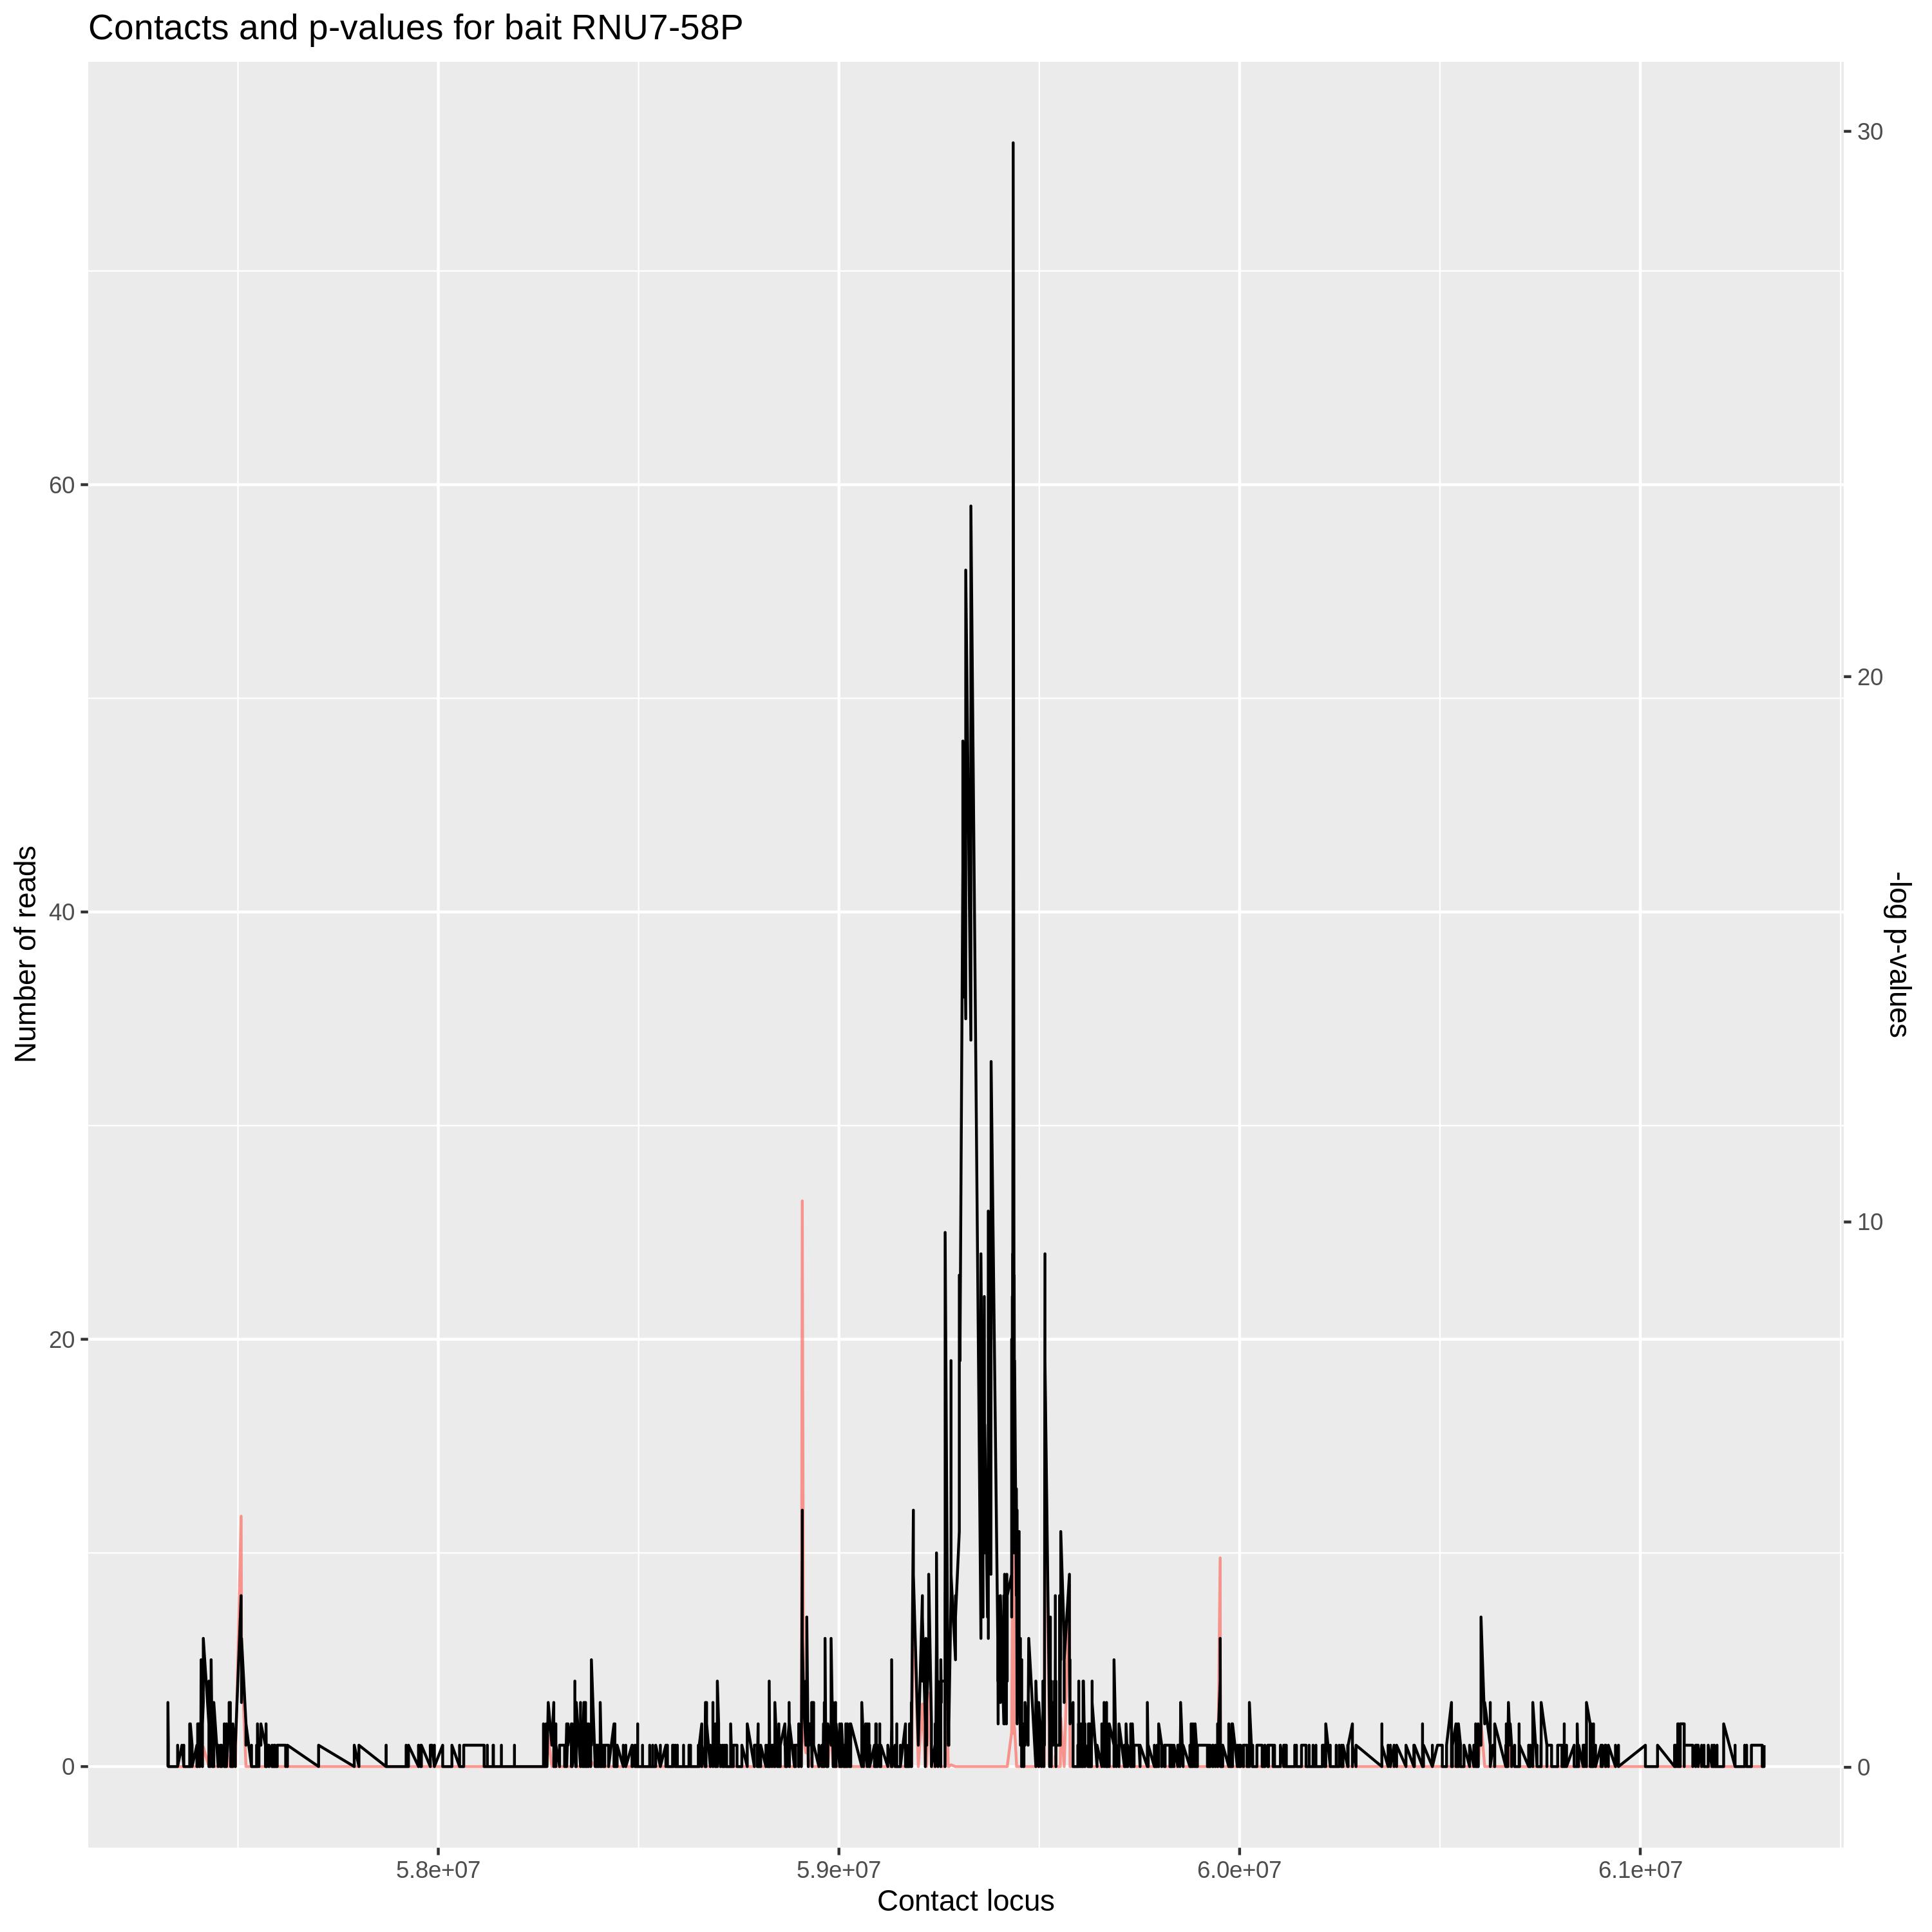 Contacts and p-values for bait RNU7-58P
Number of reads
60
40
20
0
30
20
10
0
-log p-values
5.8e+07
5.9e+07
6.0e+07
6.1e+07
Contact locus